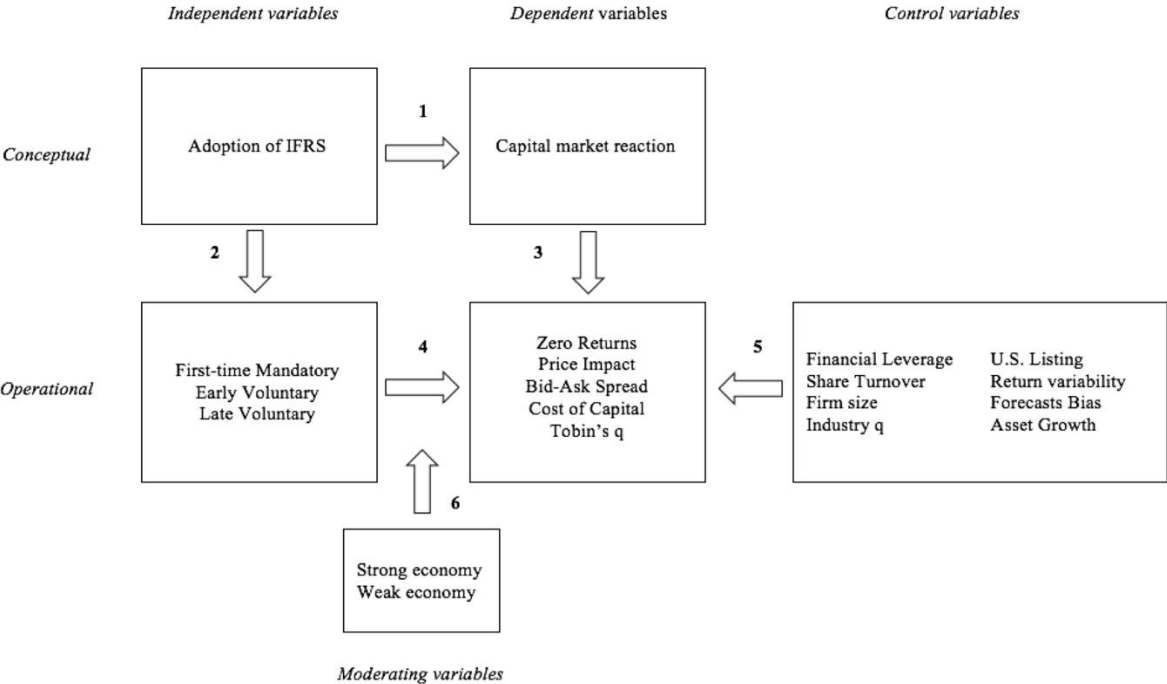 Independent variables
Dependent variables
Control variables
Conceptual
Adoption of IFRS
1
Capital market reaction
2
3
Operational
First-time Mandatory
Early Voluntary
Late Voluntary
4
Zero Returns
Price Impact
Bid-Ask Spread
Cost of Capital
Tobin's q
5
Financial Leverage
Share Turnover
Firm size
Industry q
U.S. Listing
Return variability
Forecasts Bias
Asset Growth
6
Strong economy
Weak economy
Moderating variables